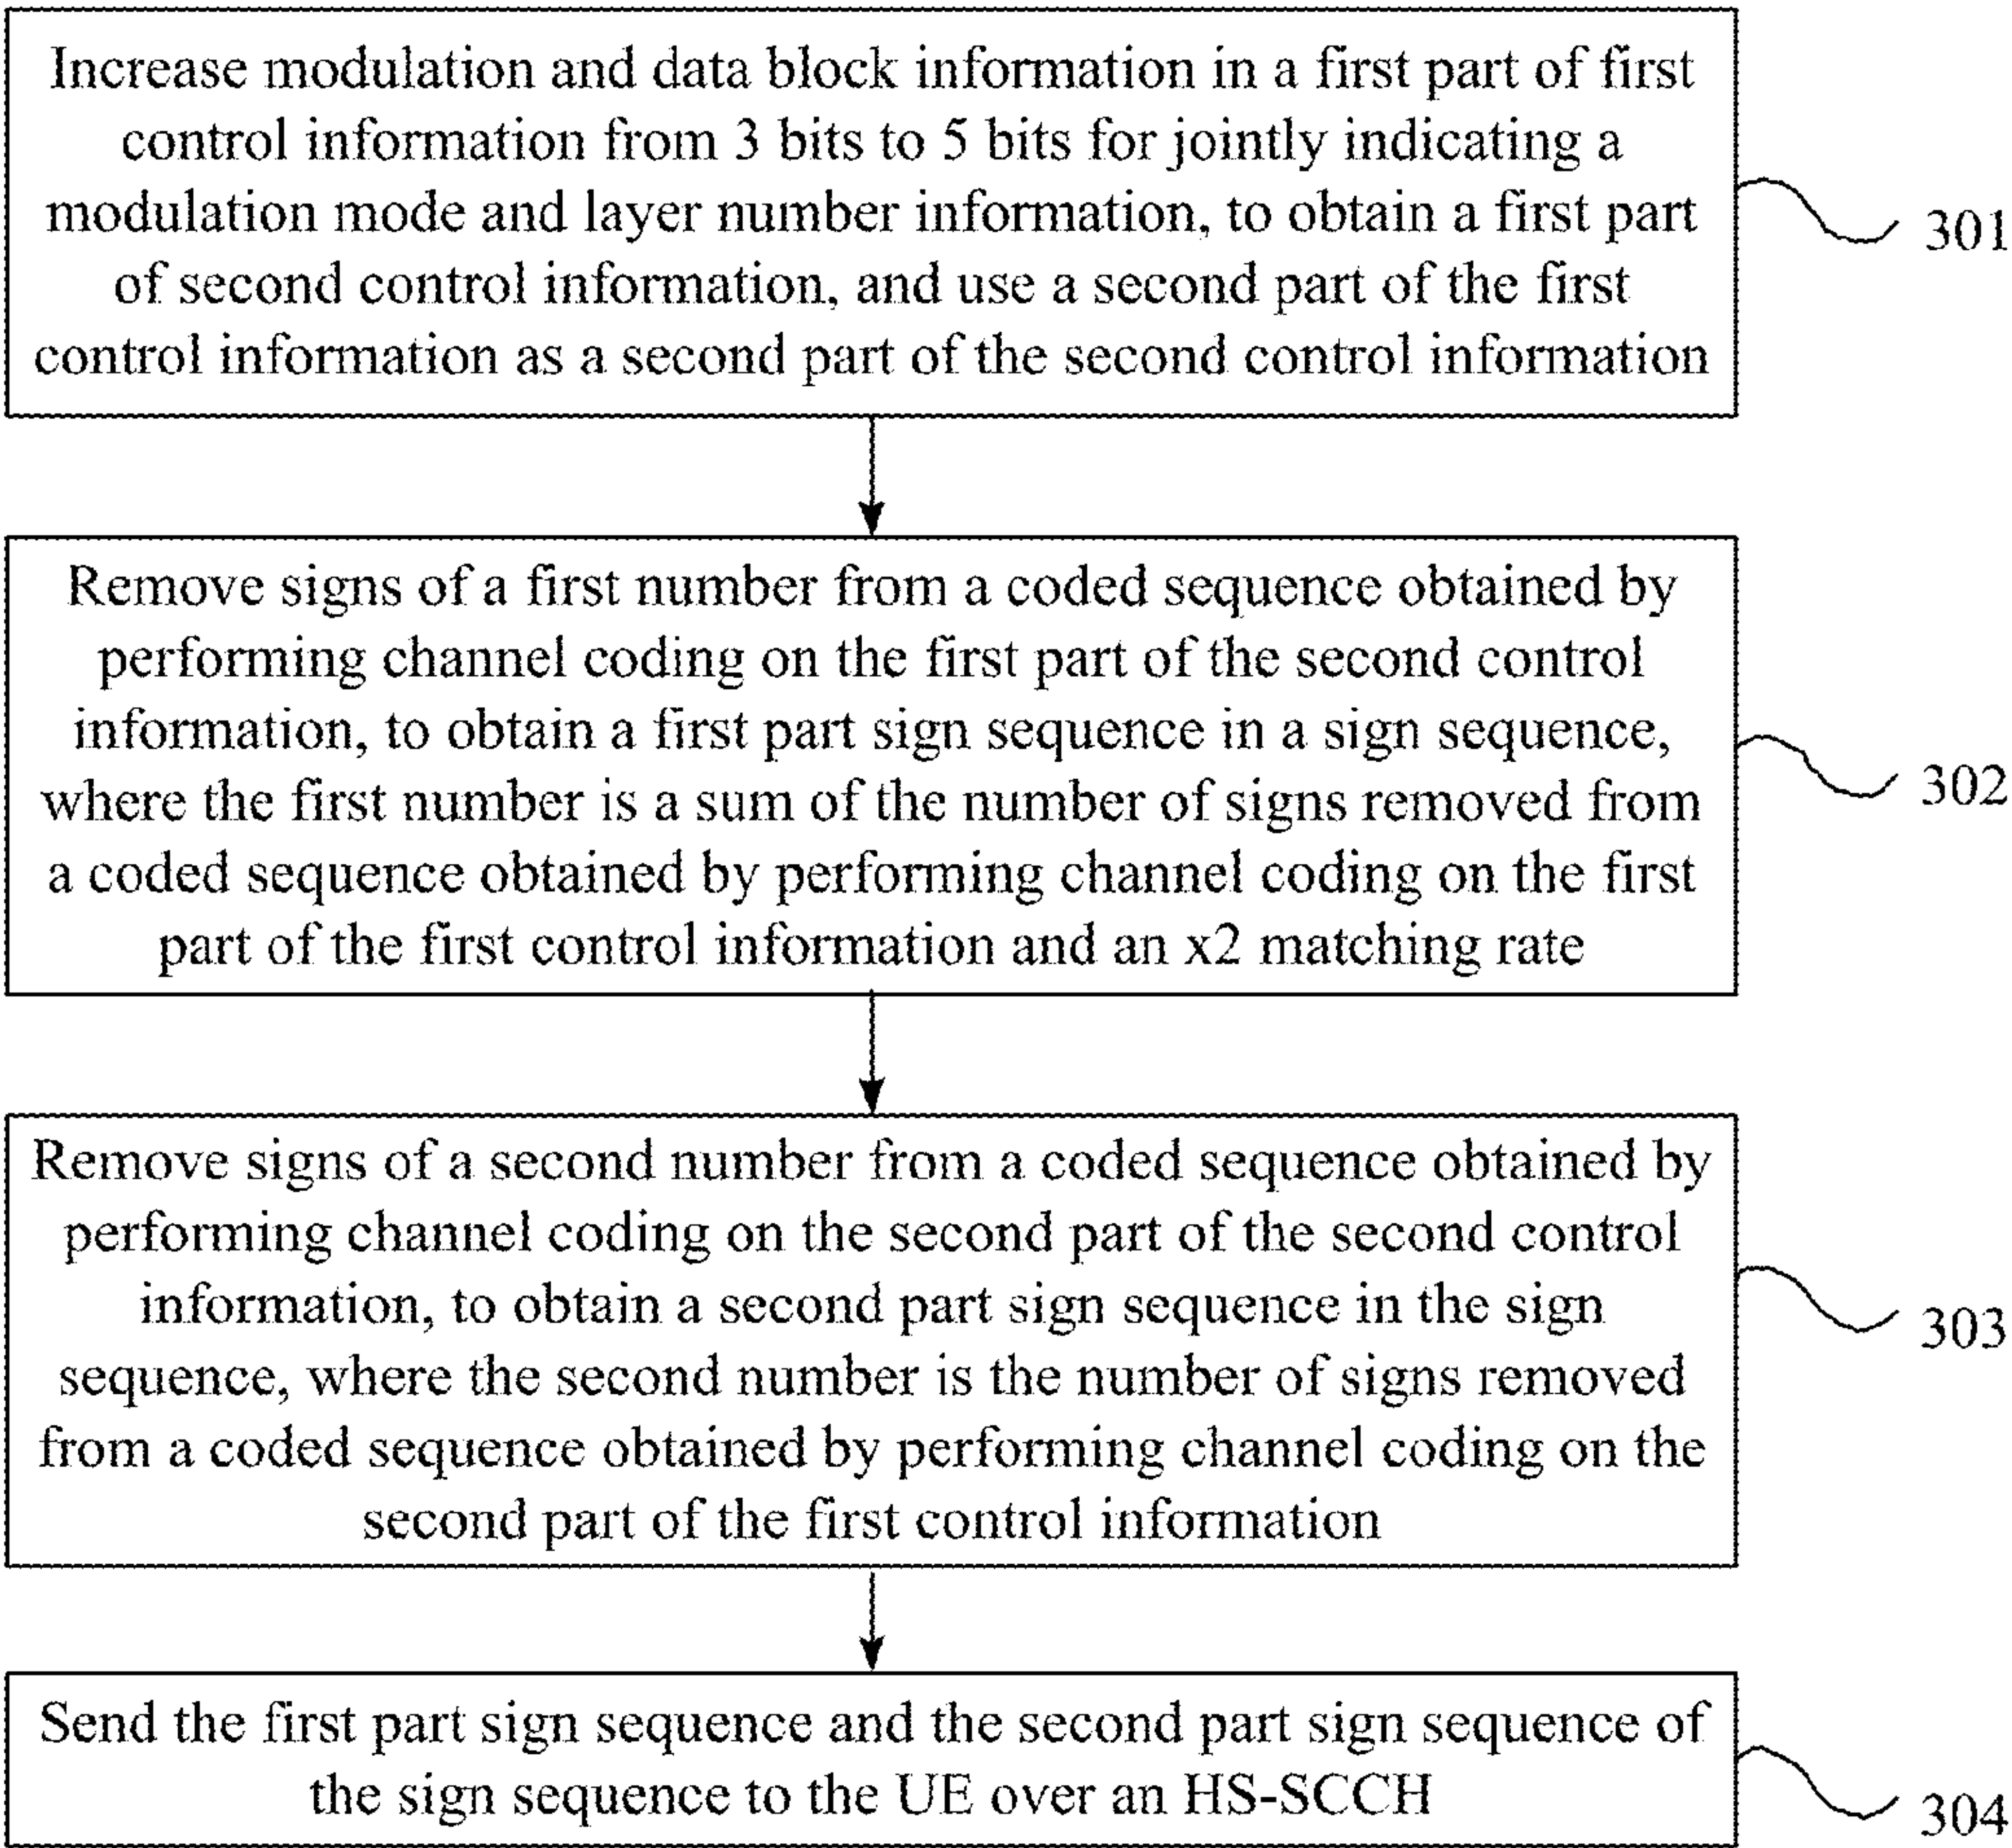 Increase modulation and data block information in a first part of first
control information from 3 bits to 5 bits for jointly indicating a
modulation mode and layer number information, to obtain a first part
of second control information, and use a second part of the first
control information as a second part of the second control information
301
Remove signs of a first number from a coded sequence obtained by
performing channel coding on the first part of the second control
information, to obtain a first part sign sequence in a sign sequence,
where the first number is a sum of the number of signs removed from
a coded sequence obtained by performing channel coding on the first
part of the first control information and an x2 matching rate
302
Remove signs of a second number from a coded sequence obtained by
performing channel coding on the second part of the second control
information, to obtain a second part sign sequence in the sign
sequence, where the second number is the number of signs removed
from a coded sequence obtained by performing channel coding on the
second part of the first control information
303
Send the first part sign sequence and the second part sign sequence of
the sign sequence to the UE over an HS-SCCH
304